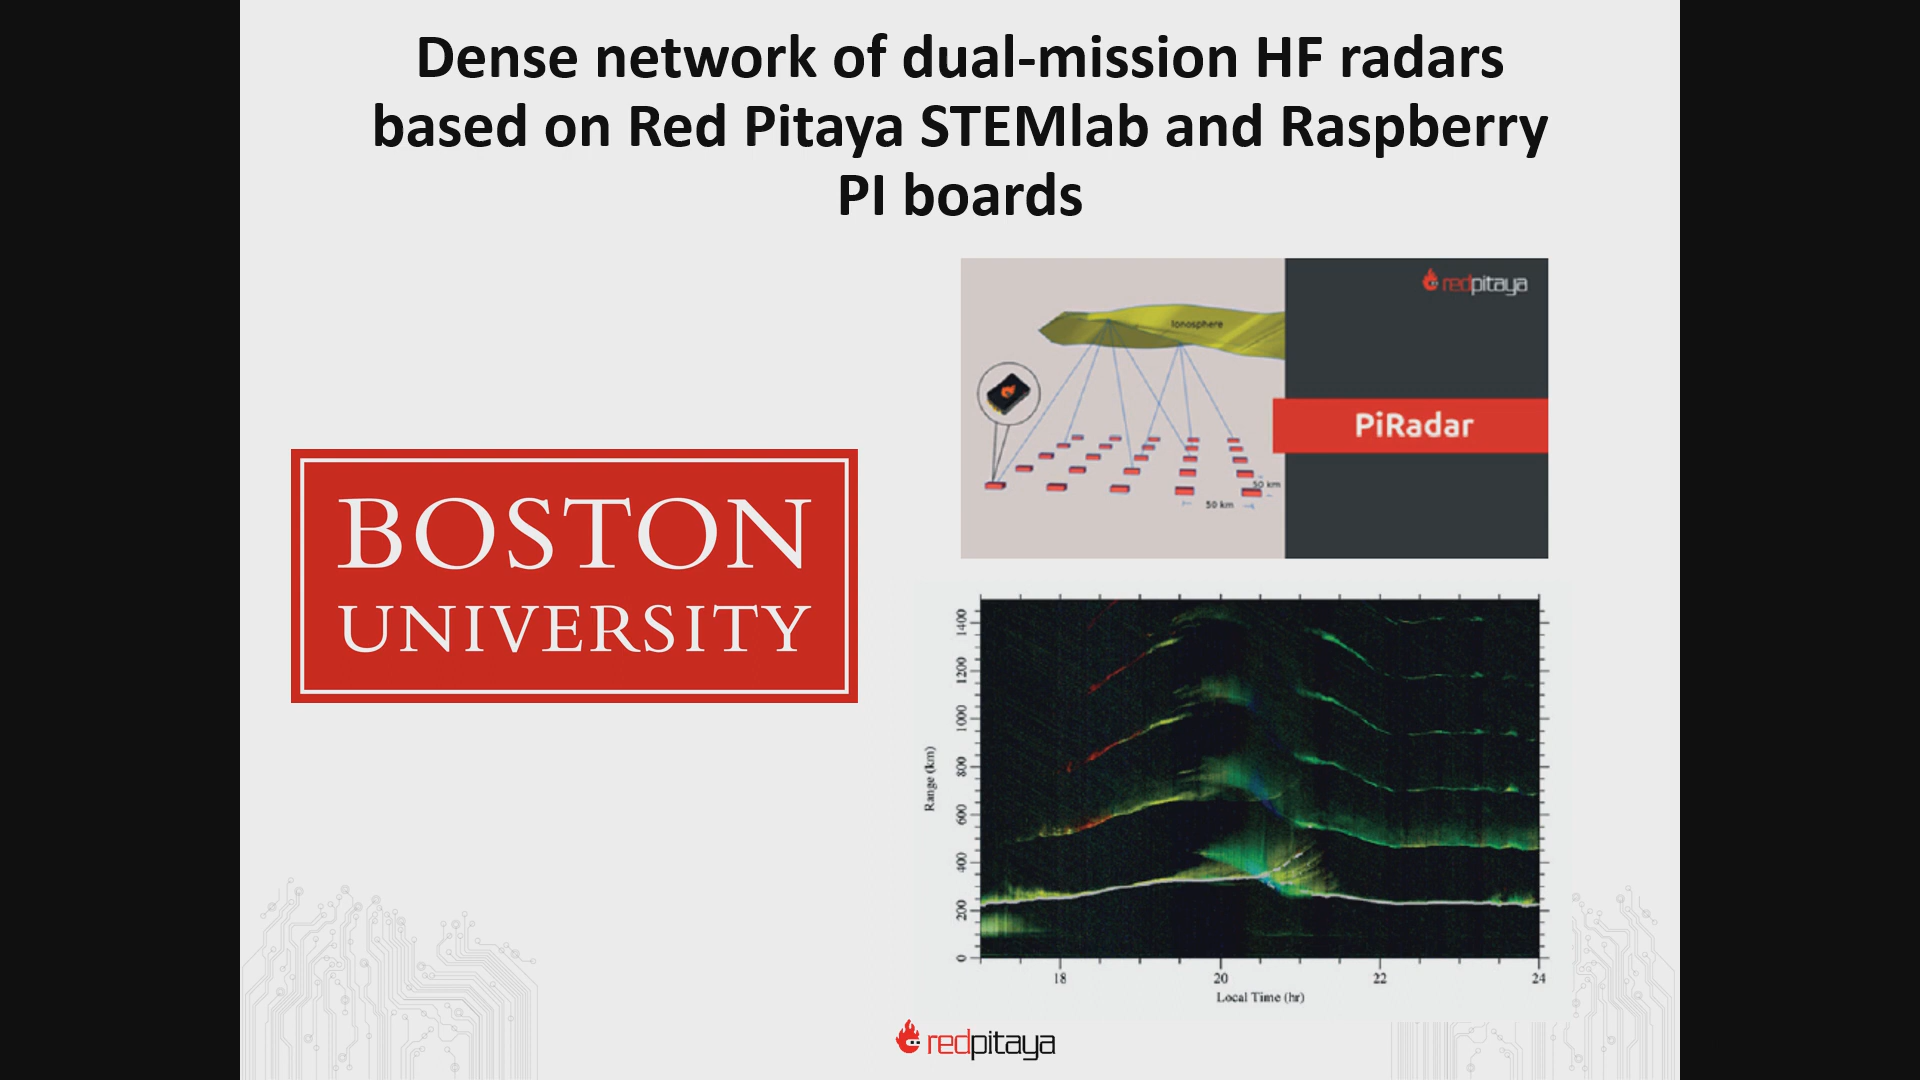 Dense network of dual-mission HF radars
based on Red Pitaya STEMlab and Raspberry
PI boards
redpitaya
Ionosphere
PiRadar
50 km
50 km
BOSTON
UNIVERSITY
Range (km)
1400
1200
1000
800
600
400
200
0
18 20 22 24
Local Time (hr)
redpitaya